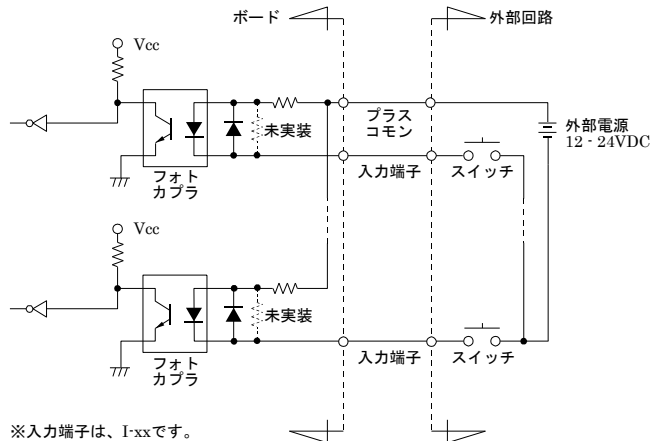 ボード
外部回路
Vcc
未実装
プラス
コモン
外部電源
12 - 24VDC
フォト
カプラ
入力端子
スイッチ
Vcc
未実装
フォト
カプラ
入力端子
スイッチ
※入力端子は、I-xxです。